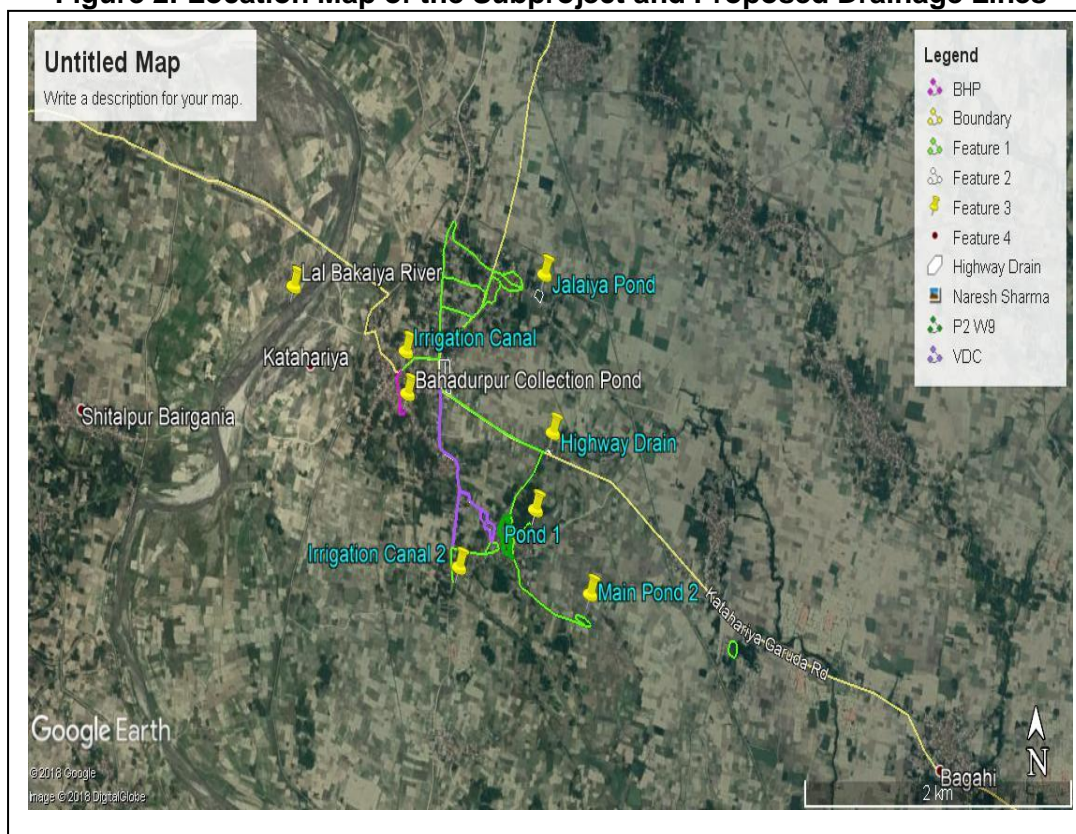 Figure 2: Location Map of the Subproject and Proposed Drainage Lines
Untitled Map
Write a description for your map.
Legend
BHP
Boundary
Feature 1
Feature 2
Feature 3
Feature 4
Highway Drain
Naresh Sharma
P2 W9
VDC
Lal Bakaiya River
Jalaiya Pond
Irrigation Canal
Katahariya
Bahadurpur Collection Pond
Shitalpur Bairgania
Highway Drain
Pond 1
Irrigation Canal 2
Main Pond 2
Katahariya Garuda Rd
Google Earth
© 2018 Google
Image © 2018 DigitalGlobe
N
Bagahi
2 km